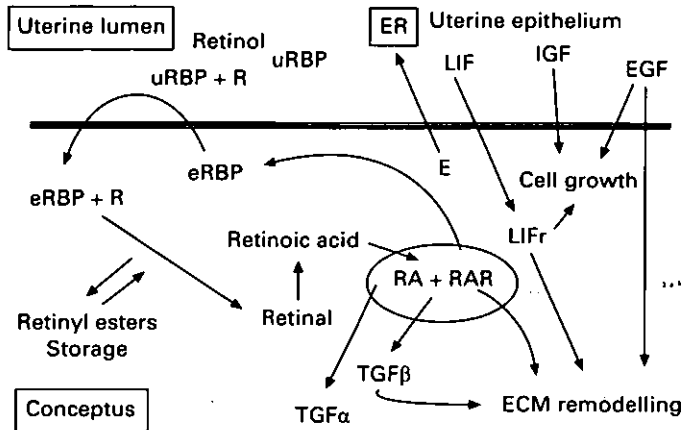 Uterine lumen
Retinol
uRBP
uRBP + R
ER
Uterine epithelium
LIF
IGF
EGF
eRBP
E
Cell growth
eRBP + R
LIFr
Retinoic acid
RA + RAR
Retinyl esters
Storage
Retinal
TGFβ
TGFα
ECM remodelling
Conceptus